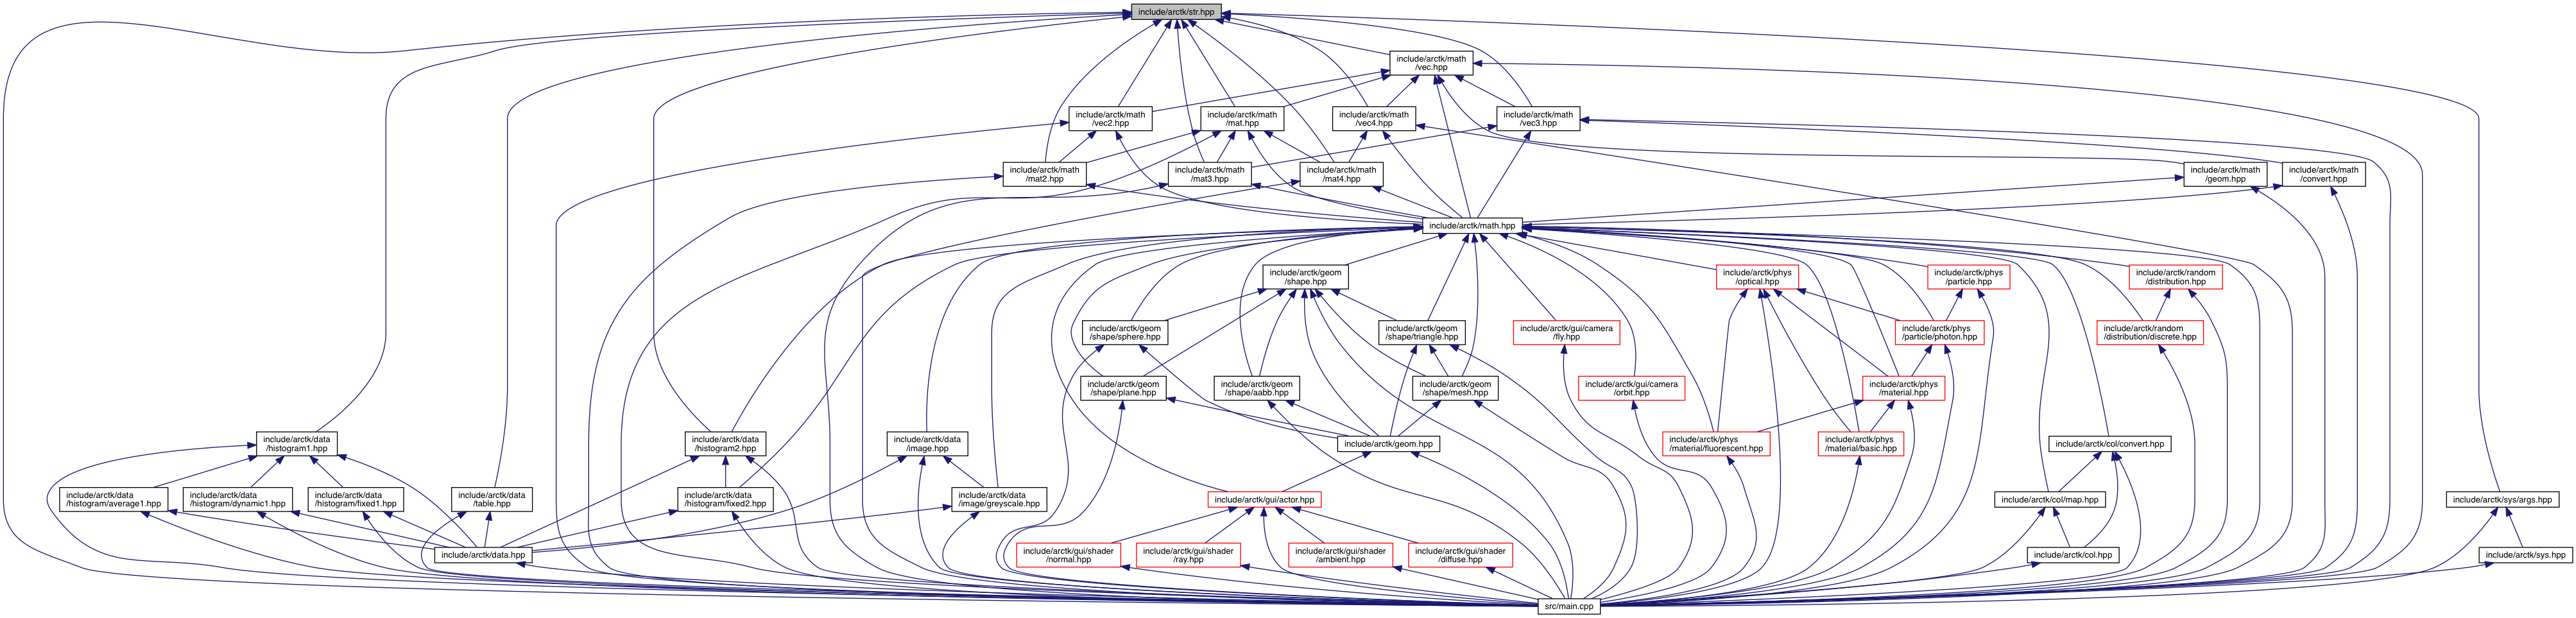 include/arctk/str.hpp
include/arctk/math
/vec.hpp
include/arctk/math
/vec2.hpp
include/arctk/math
/mat.hpp
include/arctk/math
/vec4.hpp
include/arctk/math
/vec3.hpp
include/arctk/math
/mat2.hpp
include/arctk/math
/mat3.hpp
include/arctk/math
/mat4.hpp
include/arctk/math
/geom.hpp
include/arctk/math
/convert.hpp
include/arctk/math.hpp
include/arctk/geom
/shape.hpp
include/arctk/phys
/optical.hpp
include/arctk/phys
/particle.hpp
include/arctk/random
/distribution.hpp
include/arctk/geom
/shape/sphere.hpp
include/arctk/geom
/shape/triangle.hpp
include/arctk/gui/camera
/fly.hpp
include/arctk/phys
/particle/photon.hpp
include/arctk/random
/distribution/discrete.hpp
include/arctk/geom
/shape/plane.hpp
include/arctk/geom
/shape/aabb.hpp
include/arctk/geom
/shape/mesh.hpp
include/arctk/gui/camera
/orbit.hpp
include/arctk/phys
/material.hpp
include/arctk/data
/histogram1.hpp
include/arctk/data
/histogram2.hpp
include/arctk/data
/image.hpp
include/arctk/geom.hpp
include/arctk/phys
/material/fluorescent.hpp
include/arctk/phys
/material/basic.hpp
include/arctk/col/convert.hpp
include/arctk/data
/histogram/average1.hpp
include/arctk/data
/histogram/dynamic1.hpp
include/arctk/data
/histogram/fixed1.hpp
include/arctk/data
/table.hpp
include/arctk/data
/histogram/fixed2.hpp
include/arctk/data
/image/greyscale.hpp
include/arctk/gui/actor.hpp
include/arctk/col/map.hpp
include/arctk/sys/args.hpp
include/arctk/data.hpp
include/arctk/gui/shader
/normal.hpp
include/arctk/gui/shader
/ray.hpp
include/arctk/gui/shader
/ambient.hpp
include/arctk/gui/shader
/diffuse.hpp
include/arctk/col.hpp
include/arctk/sys.hpp
src/main.cpp